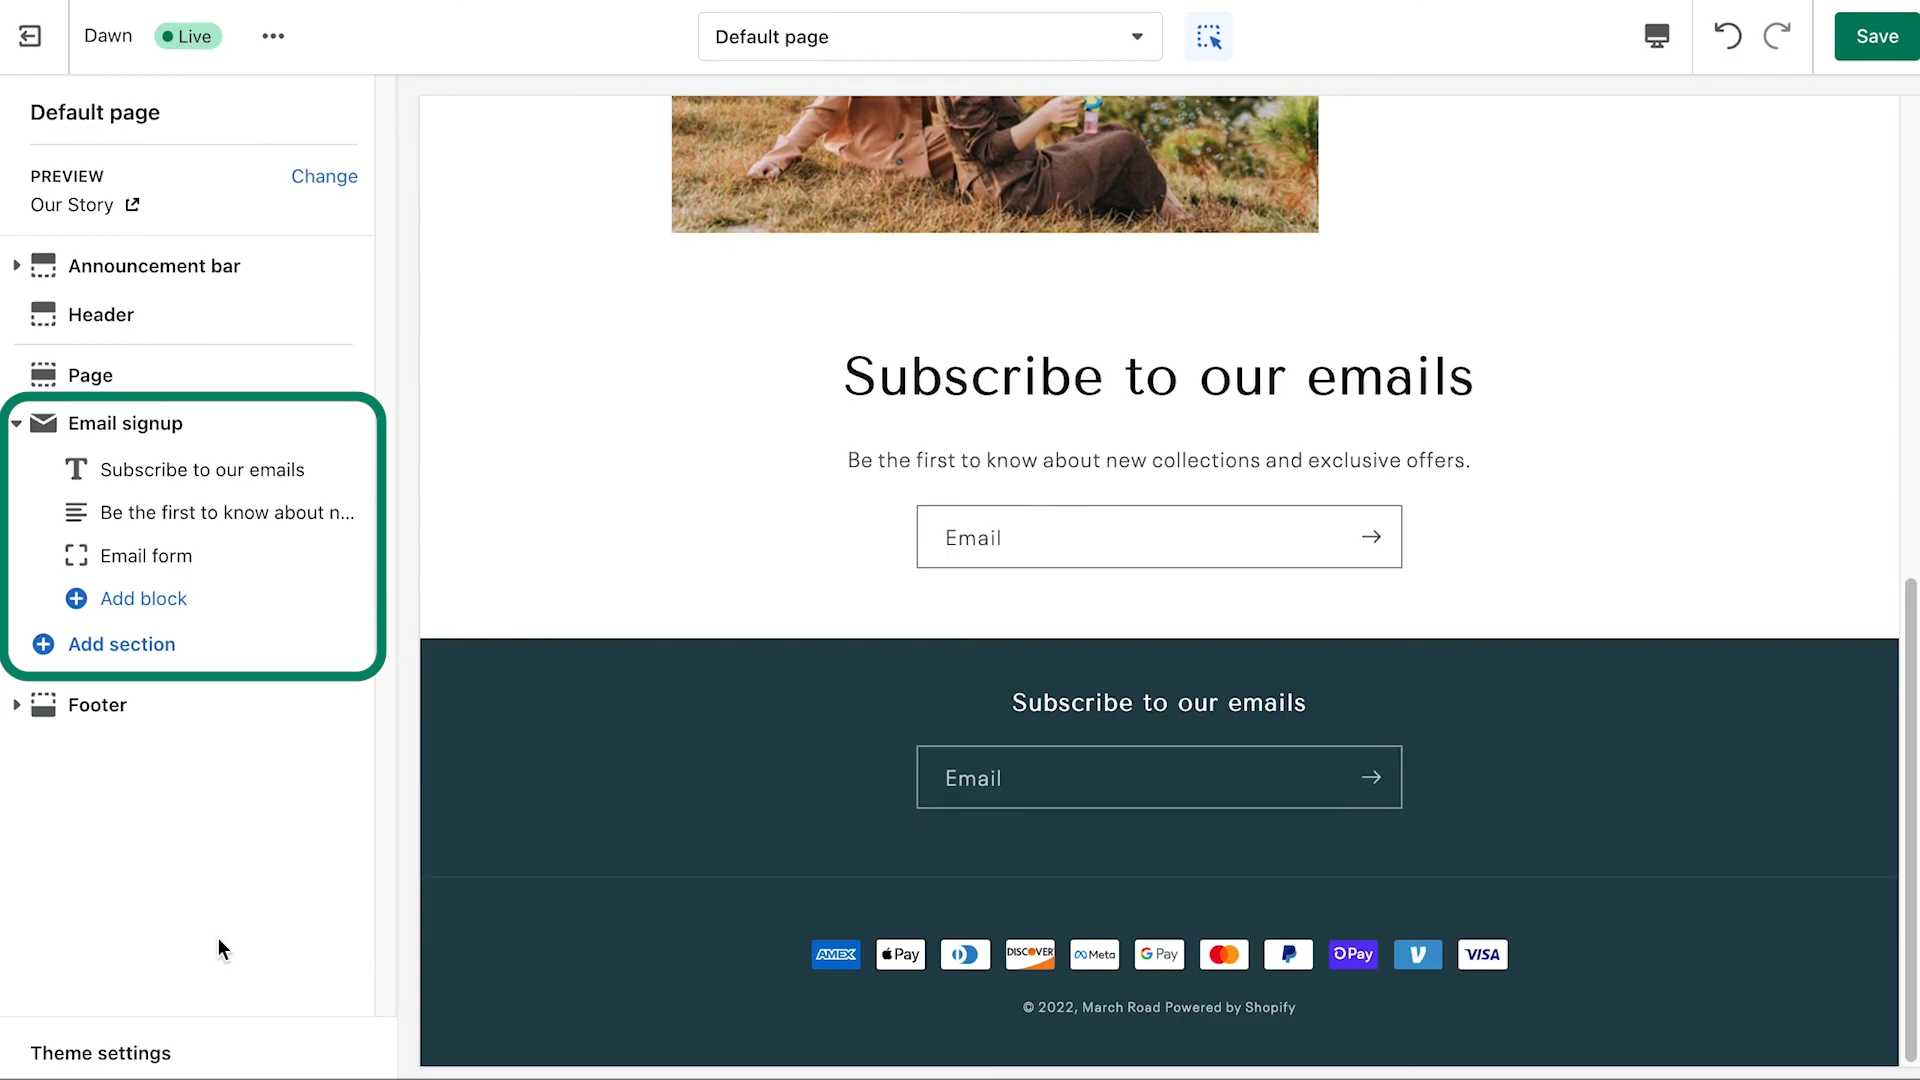 Dawn
Live
Default page
Save
Default page
PREVIEW
Change
Our Story
Announcement bar
Header
Page
Email signup
Subscribe to our emails
Be the first to know about n...
Email form
Add block
Add section
Footer
Theme settings
Subscribe to our emails
Be the first to know about new collections and exclusive offers.
Email
Subscribe to our emails
Email
AMEX
Pay
DISCOVER
Meta
G Pay
Pay
VISA
© 2022, March Road Powered by Shopify